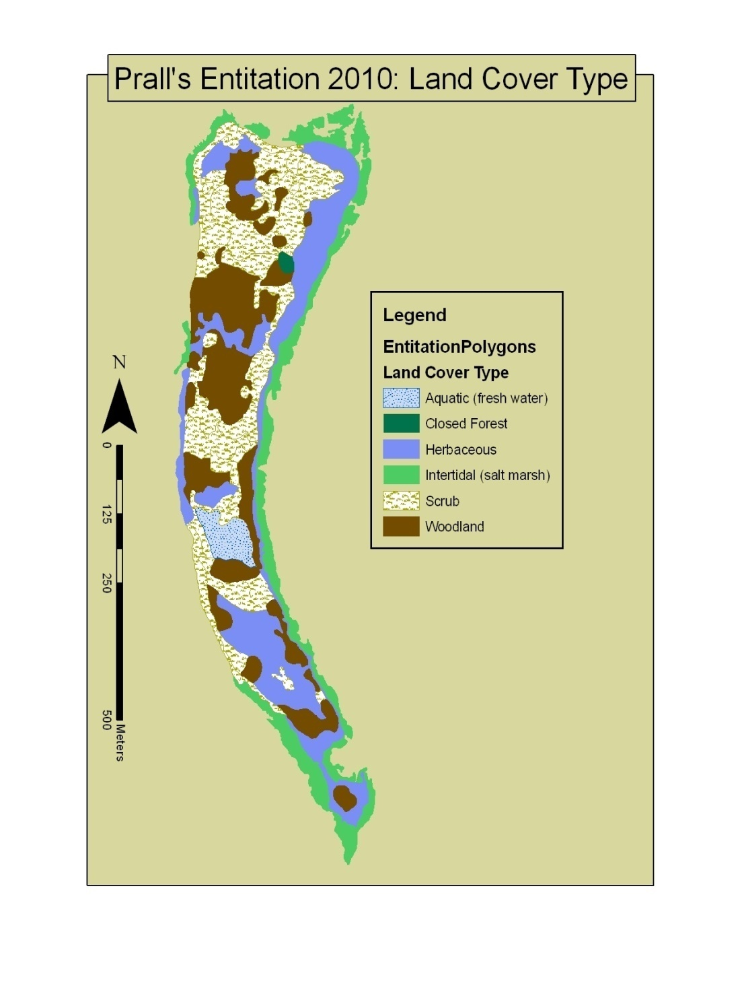 Prall's Entitation 2010: Land Cover Type
Legend
EntitationPolygons
Land Cover Type
Aquatic (fresh water)
Closed Forest
Herbaceous
Intertidal (salt marsh)
Scrub
Woodland
N
0
125
250
500
Meters